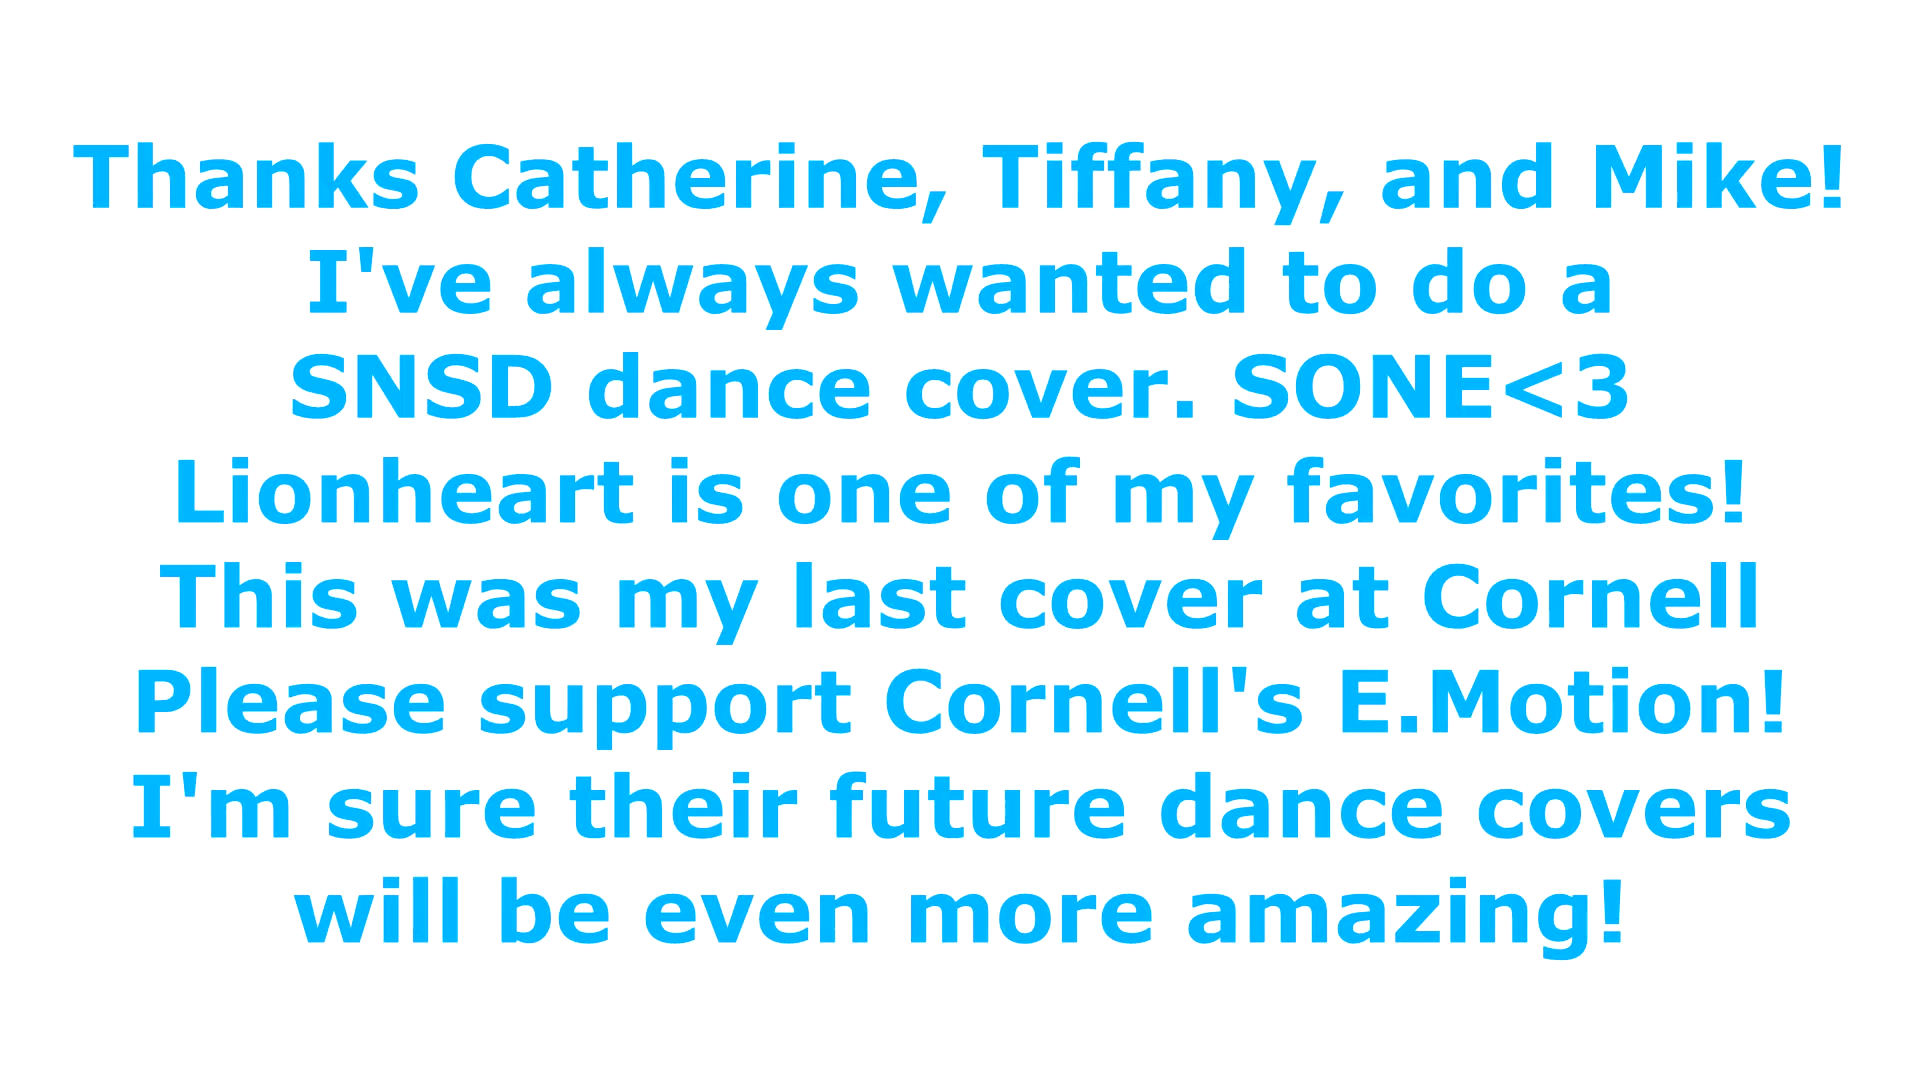 Thanks Catherine, Tiffany, and Mike!
I've always wanted to do a
SNSD dance cover. SONE<3
Lionheart is one of my favorites!
This was my last cover at Cornell
Please support Cornell's E.Motion!
I'm sure their future dance covers
will be even more amazing!